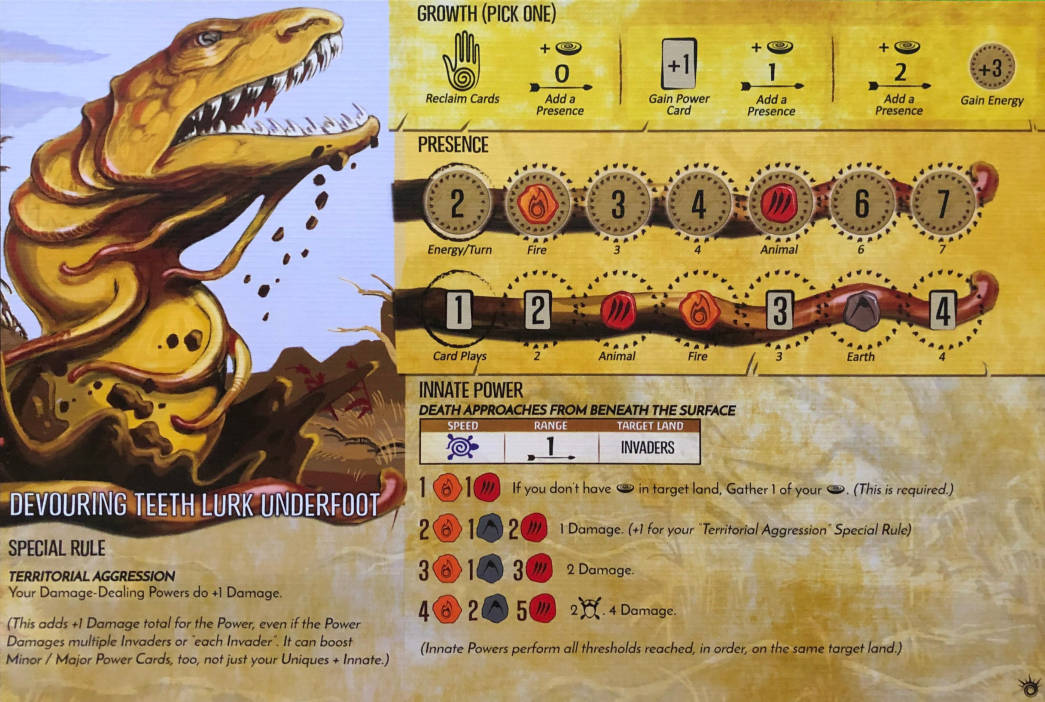 GROWTH (PICK ONE)
+
0
+1
+
1
+
2
+3
Reclaim Cards
Add a Presence
Gain Power Card
Add a Presence
Add a Presence
Gain Energy
PRESENCE
2 3 4 6 7
Energy/Turn Fire 3 4 Animal 6 7
1 2 3 4
Card Plays 2 Animal Fire 3 Earth 4
INNATE POWER
DEATH APPROACHES FROM BENEATH THE SURFACE
SPEED RANGE TARGET LAND
1 INVADERS
1 1 If you don't have in target land, Gather 1 of your . (This is required.)
2 1 2 1 Damage. (+1 for your "Territorial Aggression" Special Rule)
3 1 3 2 Damage.
4 2 5 2 . 4 Damage.
(Innate Powers perform all thresholds reached, in order, on the same target land.)
DEVOURING TEETH LURK UNDERFOOT
SPECIAL RULE
TERRITORIAL AGGRESSION
Your Damage-Dealing Powers do +1 Damage.
(This adds +1 Damage total for the Power, even if the Power
Damages multiple Invaders or "each Invader". It can boost
Minor / Major Power Cards, too, not just your Uniques + Innate.)